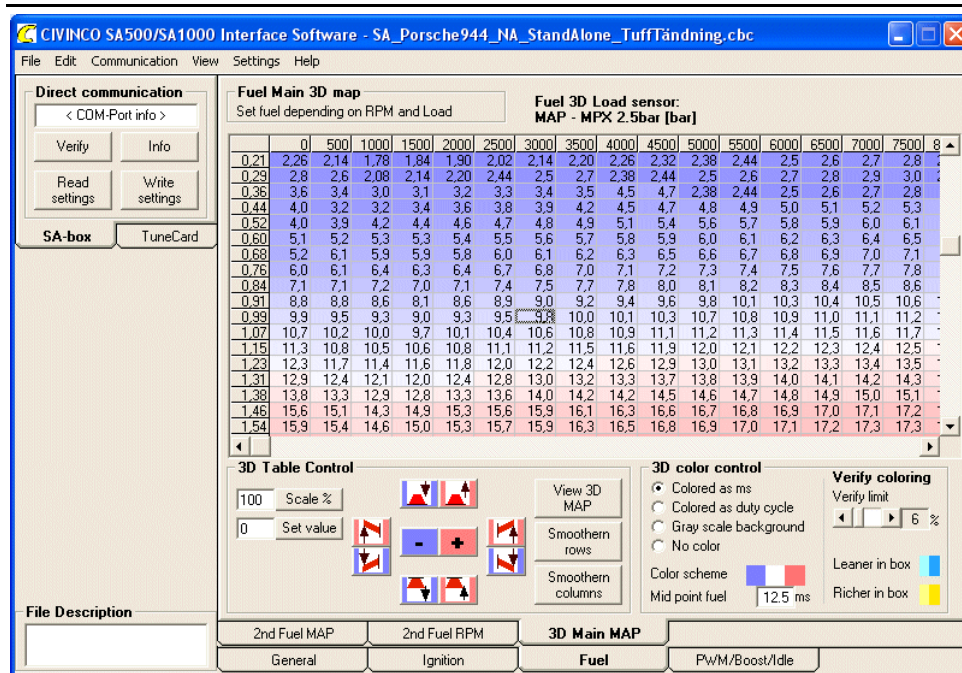 CIVINCO SA500/SA1000 Interface Software - SA_Porsche944_NA_StandAlone_TuffTändning.cbc
File Edit Communication View Settings Help
Direct communication
< COM-Port info >
Verify Info
Read settings Write settings
SA-box TuneCard
Fuel Main 3D map
Set fuel depending on RPM and Load
Fuel 3D Load sensor:
MAP - MPX 2.5bar [bar]
0 500 1000 1500 2000 2500 3000 3500 4000 4500 5000 5500 6000 6500 7000 7500 8
0,21 2,26 2,14 1,78 1,84 1,90 2,02 2,14 2,20 2,26 2,32 2,38 2,44 2,5 2,6 2,7 2,8
0,29 2,8 2,6 2,08 2,14 2,20 2,44 2,5 2,7 2,38 2,44 2,5 2,6 2,7 2,8 2,9 3,0
0,36 3,6 3,4 3,0 3,1 3,2 3,3 3,4 3,5 4,5 4,7 2,38 2,44 2,5 2,6 2,7 2,8
0,44 4,0 3,2 3,2 3,4 3,6 3,8 3,9 4,2 4,5 4,7 4,8 4,9 5,0 5,1 5,2 5,3
0,52 4,0 3,9 4,2 4,4 4,6 4,7 4,8 4,9 5,1 5,4 5,6 5,7 5,8 5,9 6,0 6,1
0,60 5,1 5,2 5,3 5,3 5,4 5,5 5,6 5,7 5,8 5,9 6,0 6,1 6,2 6,3 6,4 6,5
0,68 5,2 6,1 5,9 5,9 5,8 6,0 6,1 6,2 6,3 6,5 6,6 6,7 6,8 6,9 7,0 7,1
0,76 6,0 6,1 6,4 6,3 6,4 6,7 6,8 7,0 7,1 7,2 7,3 7,4 7,5 7,6 7,7 7,8
0,84 7,1 7,1 7,2 7,0 7,1 7,4 7,5 7,7 7,8 8,0 8,1 8,2 8,3 8,4 8,5 8,6
0,91 8,8 8,8 8,6 8,1 8,6 8,9 9,0 9,2 9,4 9,6 9,8 10,1 10,3 10,4 10,5 10,6
0,99 9,9 9,5 9,3 9,0 9,3 9,5 9,8 10,0 10,1 10,3 10,7 10,8 10,9 11,0 11,1 11,2
1,07 10,7 10,2 10,0 9,7 10,1 10,4 10,6 10,8 10,9 11,1 11,2 11,3 11,4 11,5 11,6 11,7
1,15 11,3 10,8 10,5 10,6 10,8 11,1 11,2 11,5 11,6 11,9 12,0 12,1 12,2 12,3 12,4 12,5
1,23 12,3 11,7 11,4 11,6 11,8 12,0 12,2 12,4 12,6 12,9 13,0 13,1 13,2 13,3 13,4 13,5
1,31 12,9 12,4 12,1 12,0 12,4 12,8 13,0 13,2 13,3 13,7 13,8 13,9 14,0 14,1 14,2 14,3
1,38 13,8 13,3 12,9 12,8 13,3 13,6 14,0 14,2 14,2 14,5 14,6 14,7 14,8 14,9 15,0 15,1
1,46 15,6 15,1 14,3 14,9 15,3 15,6 15,9 16,1 16,3 16,6 16,7 16,8 16,9 17,0 17,1 17,2
1,54 15,9 15,4 14,6 15,0 15,3 15,7 15,9 16,3 16,5 16,8 16,9 17,0 17,1 17,2 17,3 17,3
3D Table Control
100 Scale %
0 Set value
- +
View 3D MAP
Smoothern rows
Smoothern columns
3D color control
Colored as ms
Colored as duty cycle
Gray scale background
No color
Color scheme
Mid point fuel 12.5 ms
Verify coloring
Verify limit
6 %
Leaner in box
Richer in box
File Description
2nd Fuel MAP 2nd Fuel RPM 3D Main MAP
General Ignition Fuel PWM/Boost/Idle